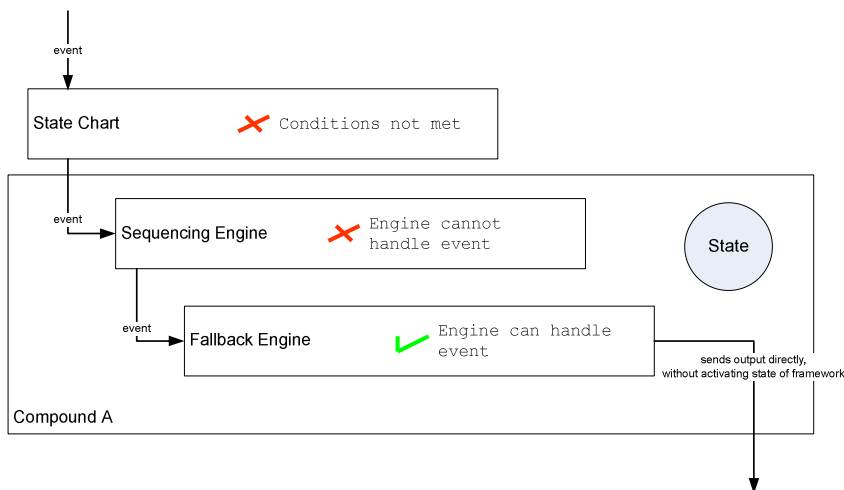 event
State Chart
Conditions not met
event
Sequencing Engine
Engine cannot
handle event
State
event
Fallback Engine
Engine can handle
event
sends output directly,
without activating state of framework
Compound A